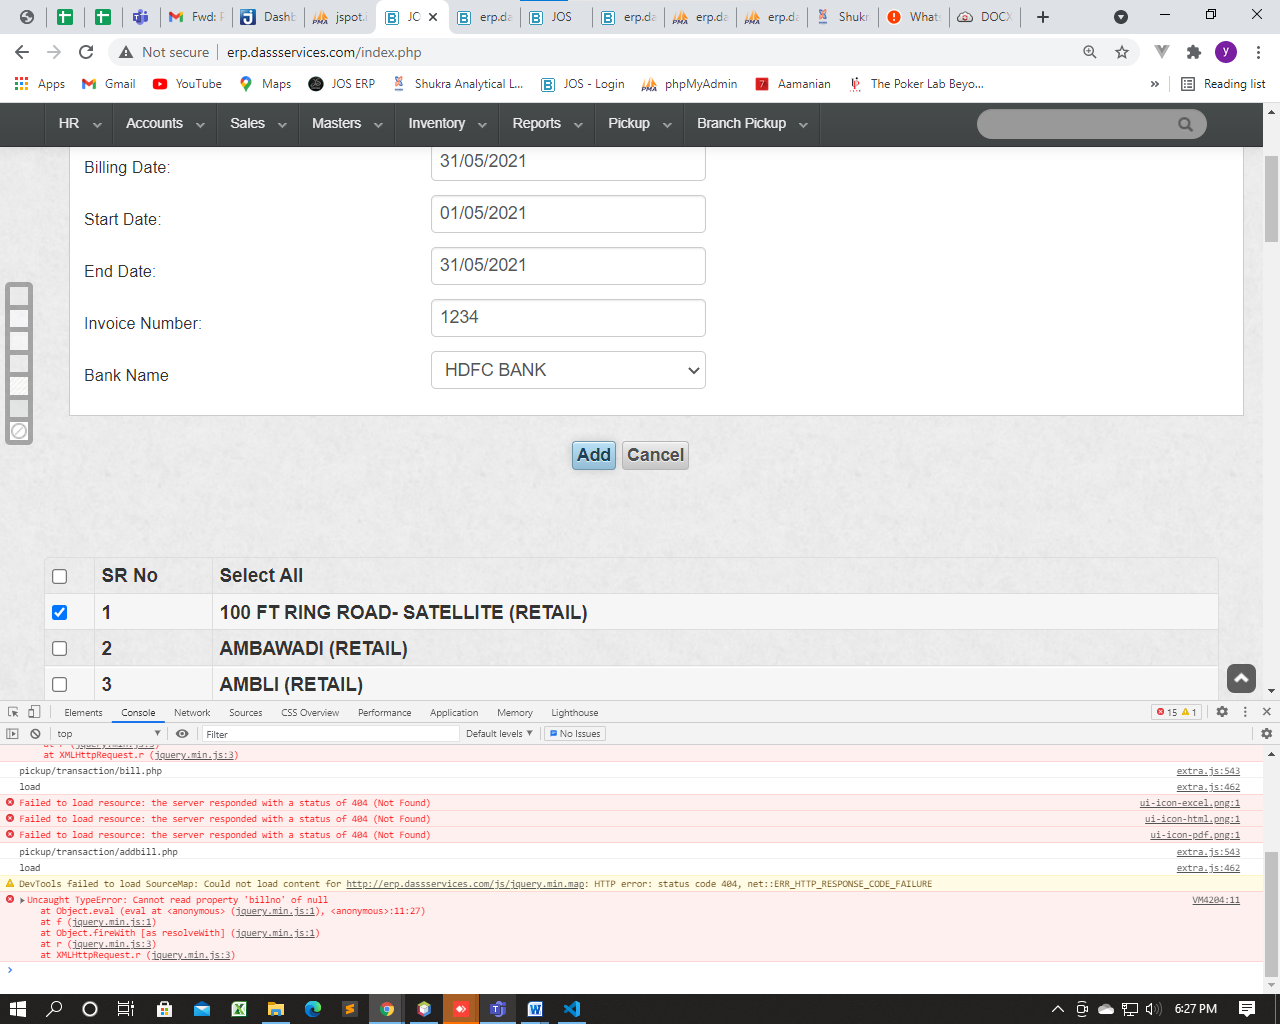 Fwd: F
Dashb
jspot.i
JO
erp.da
JOS
erp.da
erp.da
erp.da
Shukr
What
DOCX
Not secure | erp.dassservices.com/index.php
y
Apps
Gmail
YouTube
Maps
JOS ERP
Shukra Analytical L...
JOS - Login
phpMyAdmin
Aamanian
The Poker Lab Beyo...
»
Reading list
HR
Accounts
Sales
Masters
Inventory
Reports
Pickup
Branch Pickup
Billing Date:
31/05/2021
Start Date:
01/05/2021
End Date:
31/05/2021
Invoice Number:
1234
Bank Name
HDFC BANK
Add
Cancel
SR No
Select All
1
100 FT RING ROAD- SATELLITE (RETAIL)
2
AMBAWADI (RETAIL)
3
AMBLI (RETAIL)
Elements
Console
Network
Sources
CSS Overview
Performance
Application
Memory
Lighthouse
15
1
top
Filter
Default levels
No Issues
at XMLHttpRequest.r (jquery.min.js:3)
pickup/transaction/bill.php
extra.js:543
load
extra.js:462
Failed to load resource: the server responded with a status of 404 (Not Found)
ui-icon-excel.png:1
Failed to load resource: the server responded with a status of 404 (Not Found)
ui-icon-html.png:1
Failed to load resource: the server responded with a status of 404 (Not Found)
ui-icon-pdf.png:1
pickup/transaction/addbill.php
extra.js:543
load
extra.js:462
DevTools failed to load SourceMap: Could not load content for http://erp.dassservices.com/js/jquery.min.map: HTTP error: status code 404, net::ERR_HTTP_RESPONSE_CODE_FAILURE
Uncaught TypeError: Cannot read property 'billno' of null
VM4204:11
at Object.eval (eval at <anonymous> (jquery.min.js:1), <anonymous>:11:27)
at f (jquery.min.js:1)
at Object.fireWith [as resolveWith] (jquery.min.js:1)
at r (jquery.min.js:3)
at XMLHttpRequest.r (jquery.min.js:3)
6:27 PM